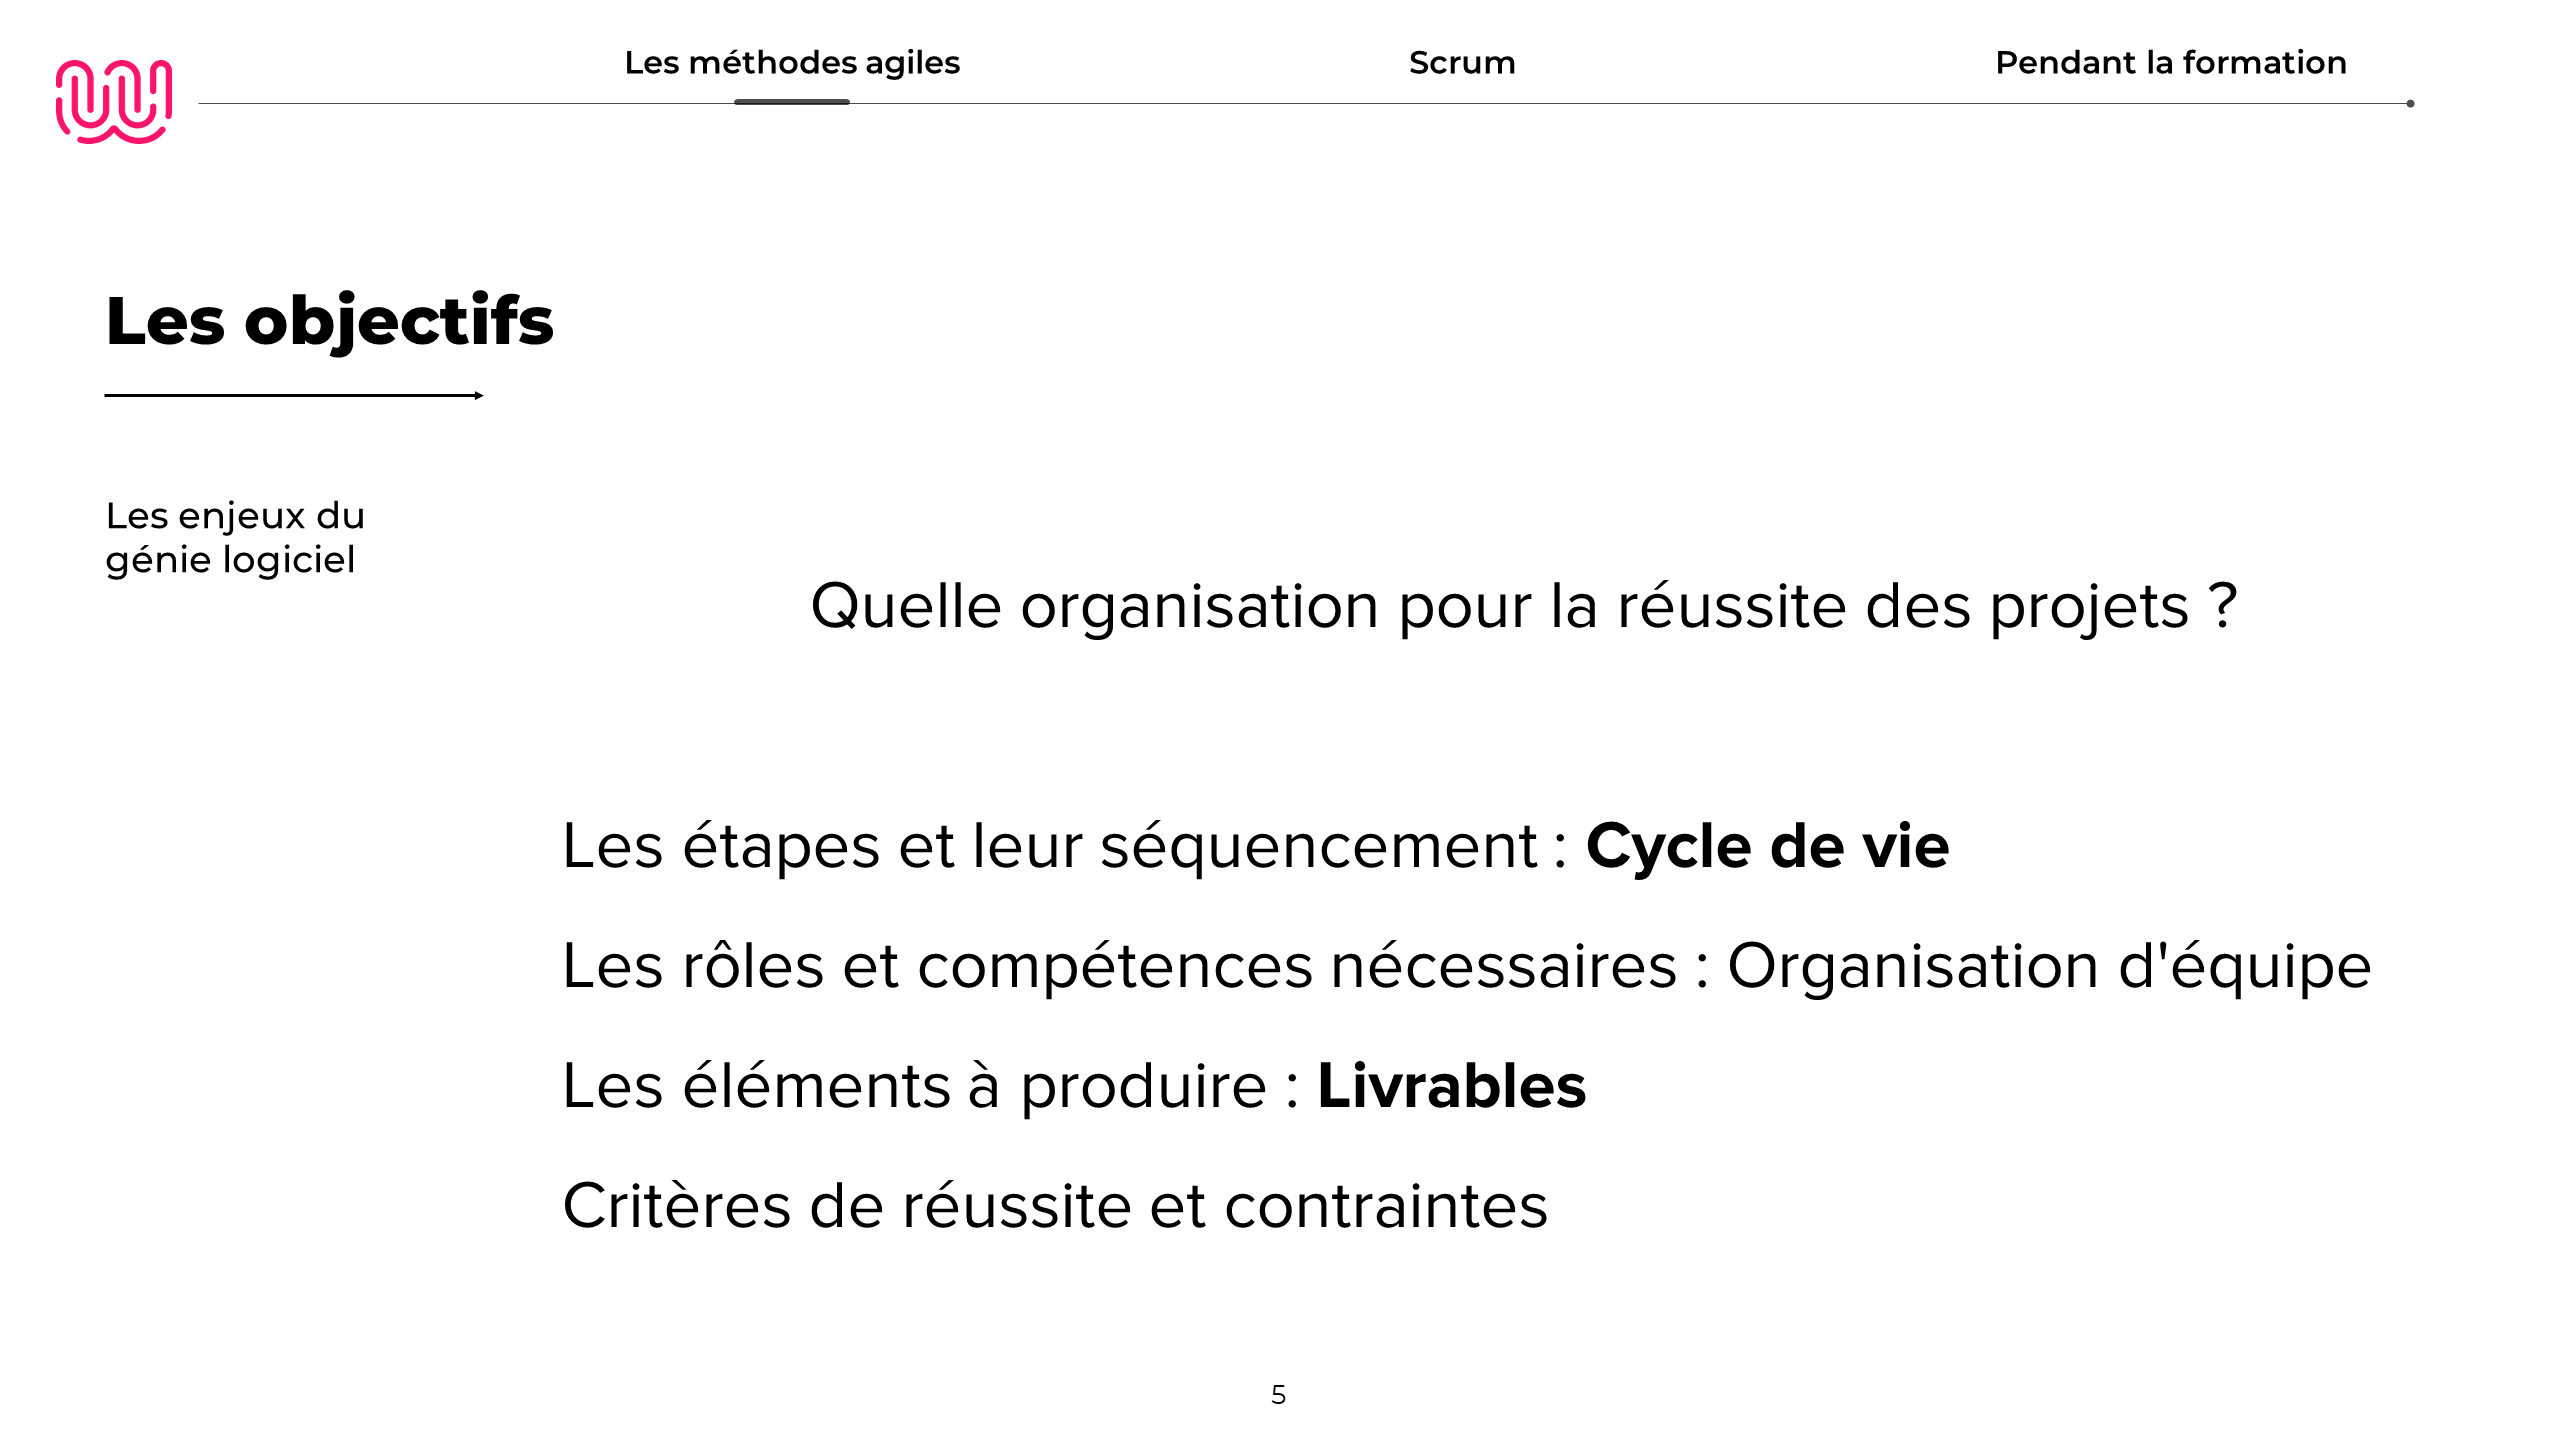 Les méthodes agiles
Scrum
Pendant la formation
Les objectifs
Les enjeux du
génie logiciel
Quelle organisation pour la réussite des projets ?
Les étapes et leur séquencement : Cycle de vie
Les rôles et compétences nécessaires : Organisation d'équipe
Les éléments à produire : Livrables
Critères de réussite et contraintes
5